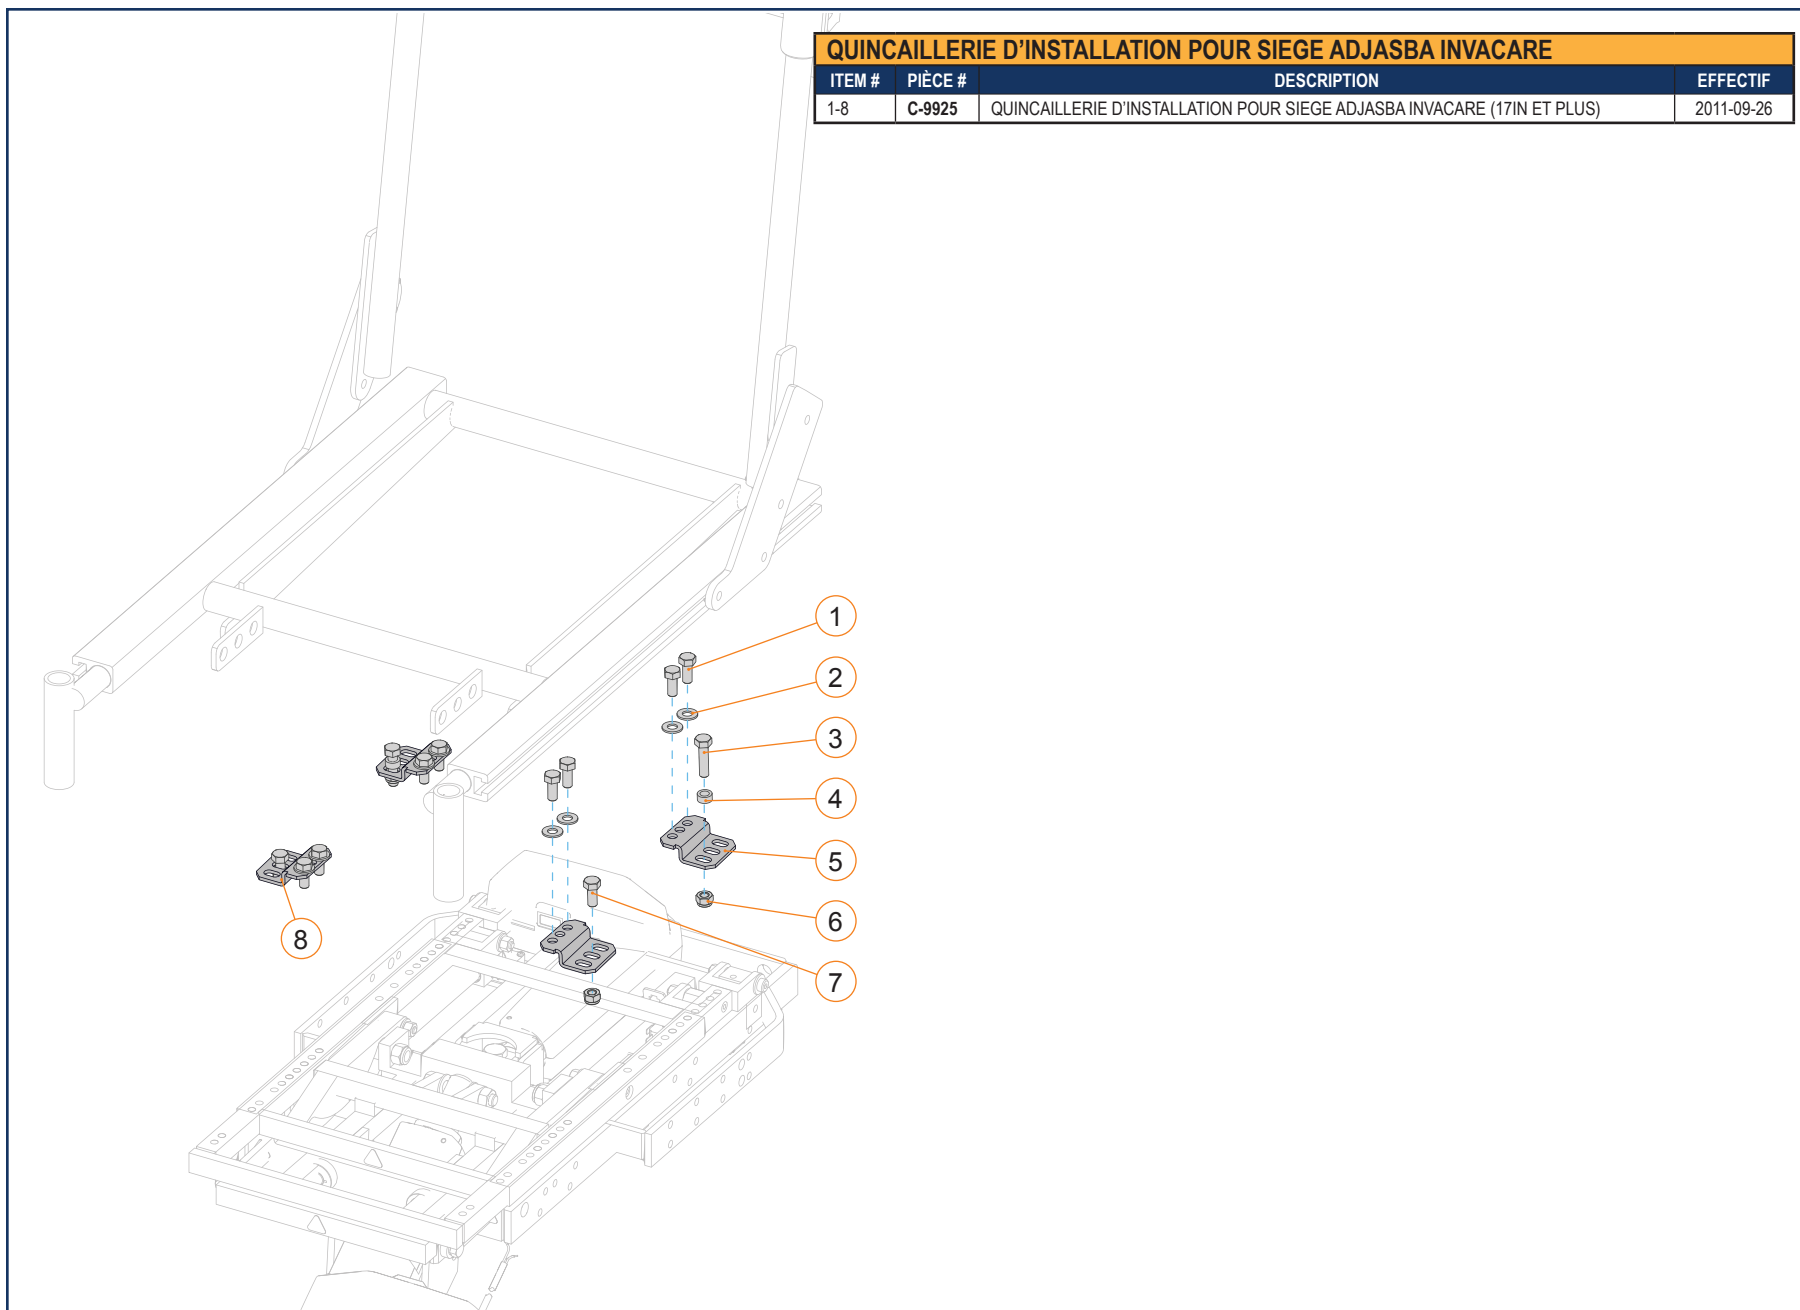 QUINCAILLERIE D’INSTALLATION POUR SIEGE ADJASBA INVACARE
ITEM # PIÈCE # DESCRIPTION EFFECTIF
1-8 C-9925 QUINCAILLERIE D’INSTALLATION POUR SIEGE ADJASBA INVACARE (17IN ET PLUS) 2011-09-26
1
2
3
4
5
6
7
8